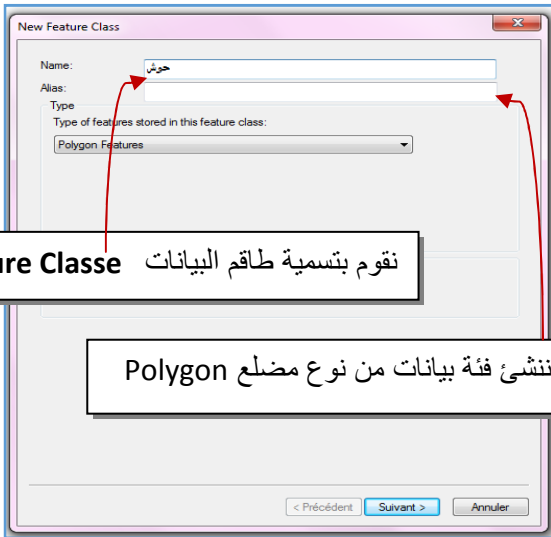 New Feature Class
Name:
حوش
Alias:
Type
Type of features stored in this feature class:
Polygon Features
نقوم بتسمية طاقم البيانات ure Classe
ننشئ فئة بيانات من نوع مضلع Polygon
< Précédent
Suivant >
Annuler